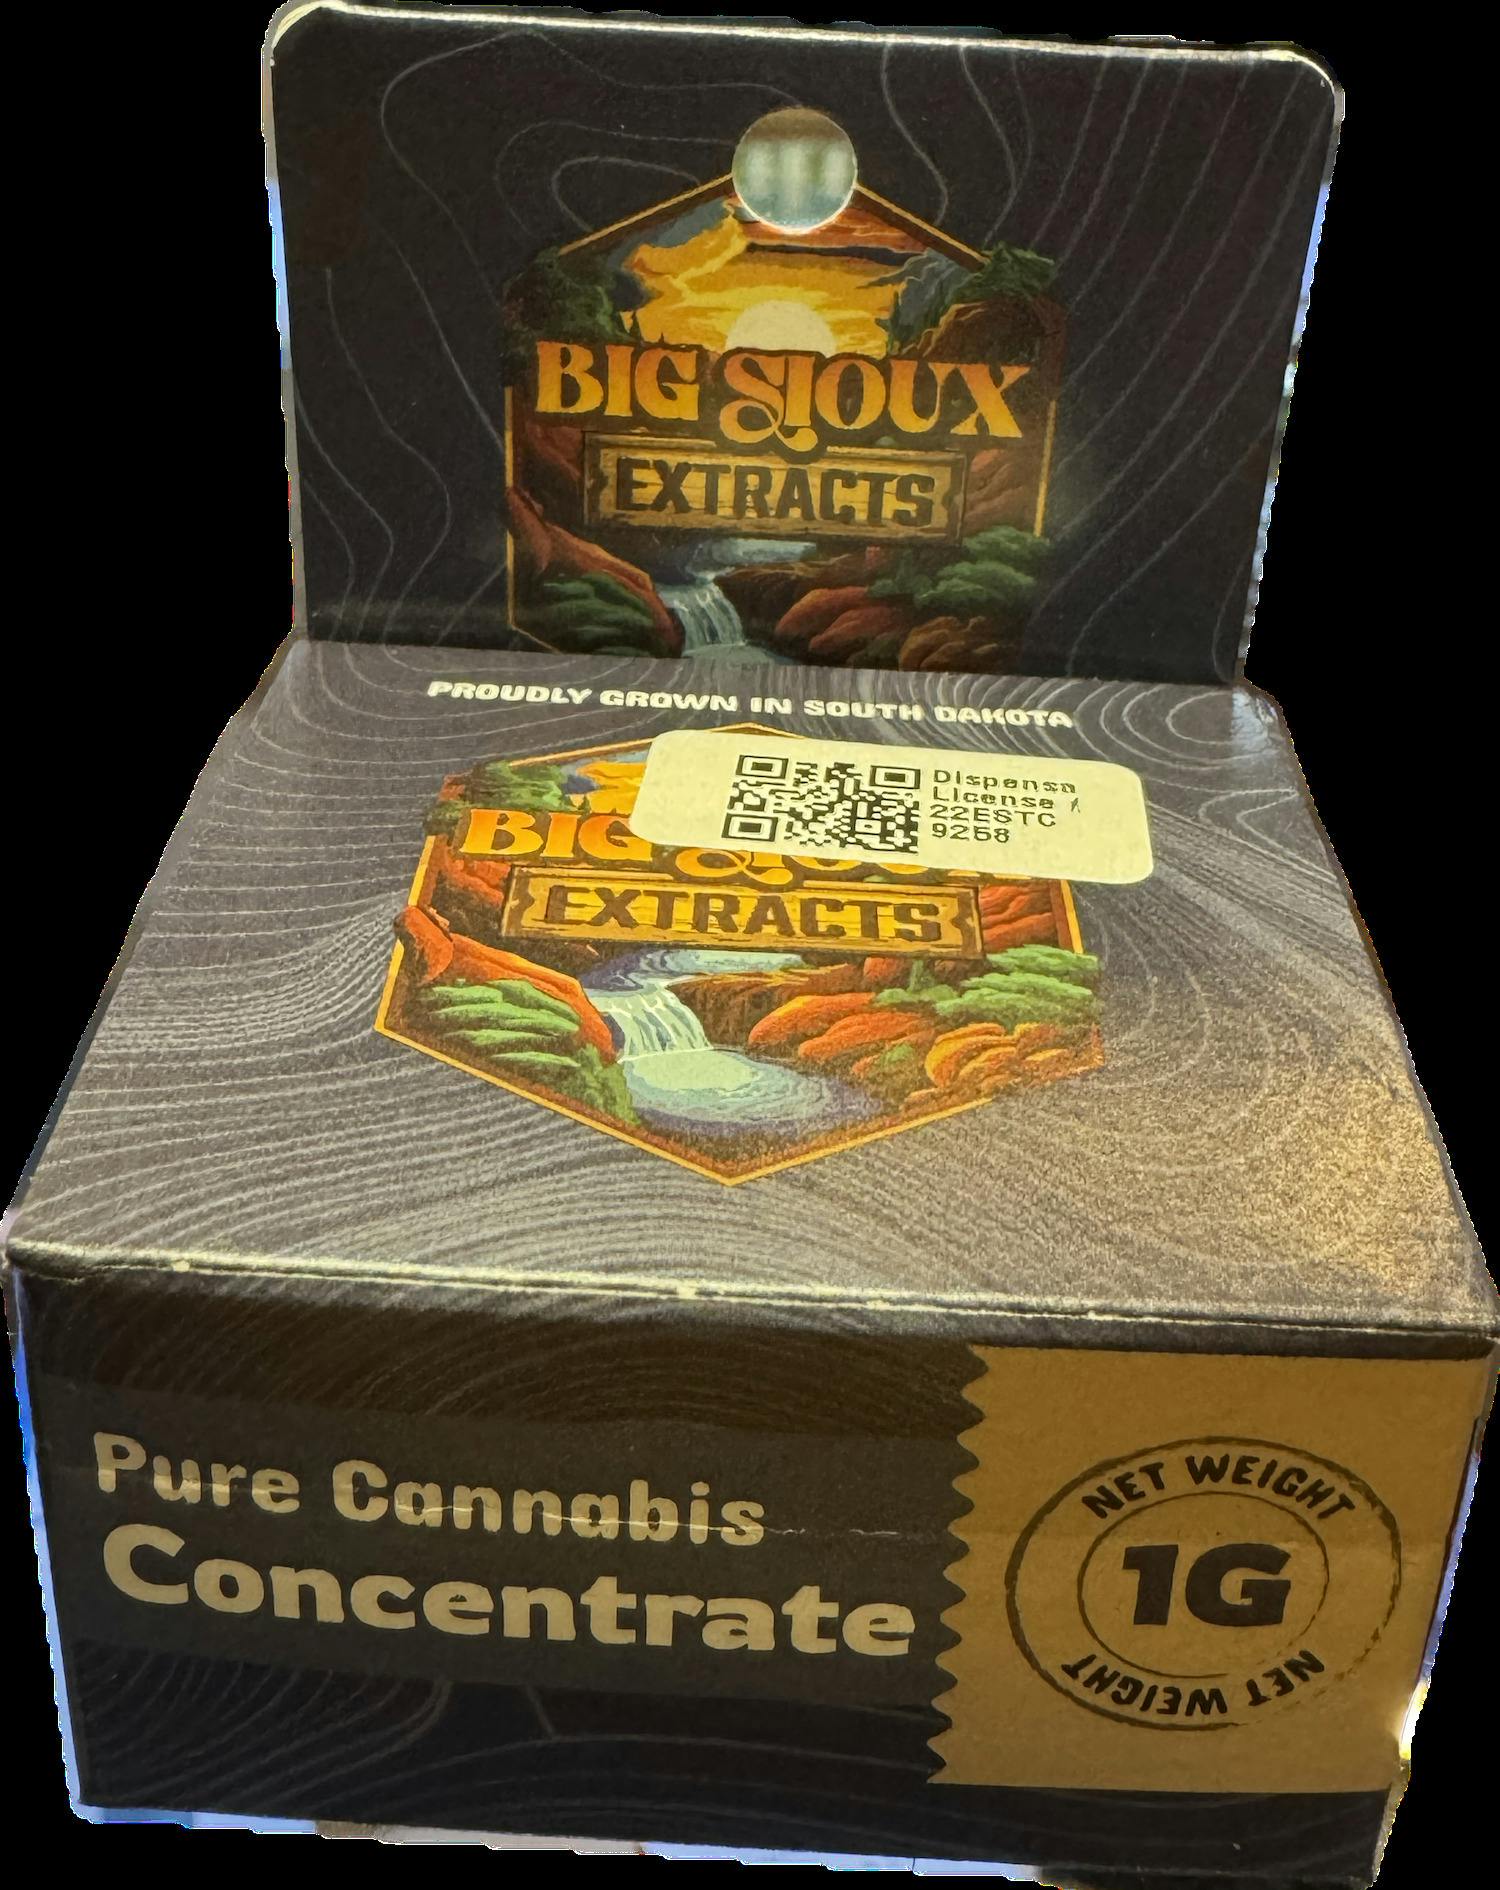 BIG SIOUX
EXTRACTS
PROUDLY GROWN IN SOUTH DAKOTA
Dispensa
License
22ESTC
9258
BIG
EXTRACTS
Pure Cannabis
Concentrate
NET WEIGHT
1G
NET WEIGHT